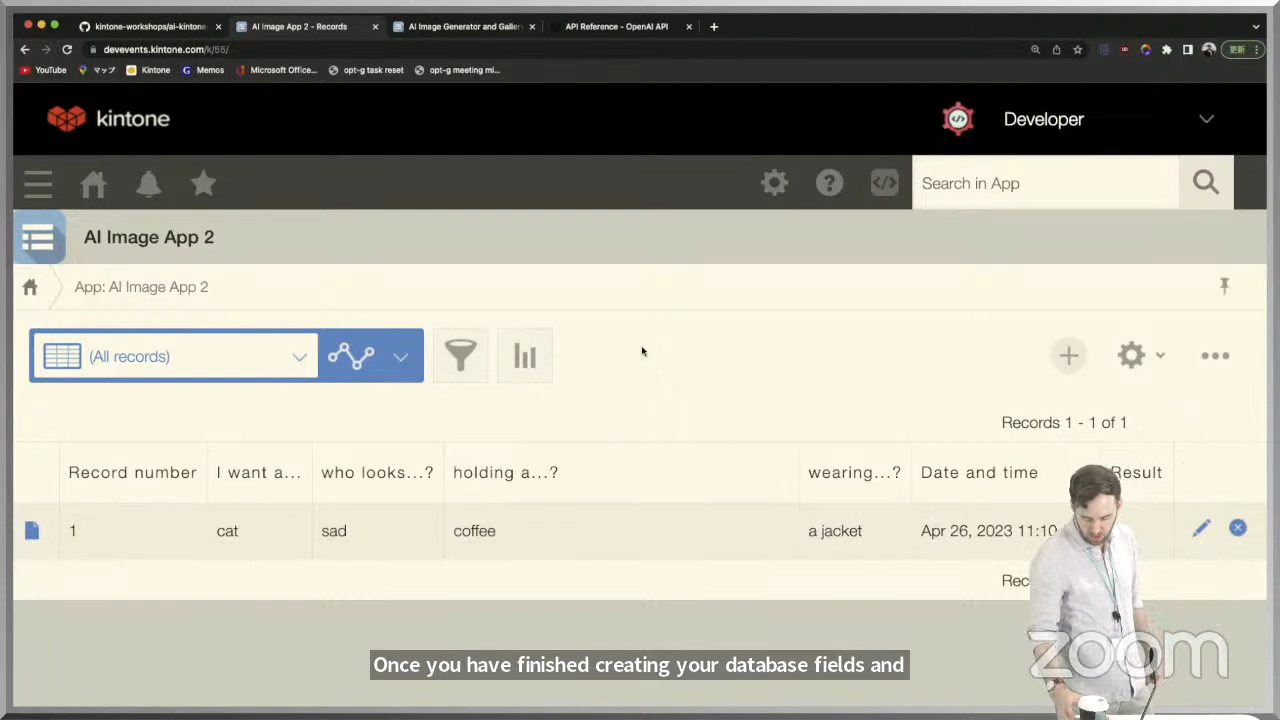 kintone-workshops/ai-kintone
AI Image App 2 - Records
AI Image Generator and Galler
API Reference - OpenAI API
devevents.kintone.com/k/55/
更新
YouTube
マップ
Kintone
Memos
Microsoft Office...
opt-g task reset
opt-g meeting mi...
kintone
Developer
Search in App
AI Image App 2
App: AI Image App 2
(All records)
Records 1 - 1 of 1
Record number I want a... who looks...? holding a...? wearing...? Date and time Result
1 cat sad coffee a jacket Apr 26, 2023 11:10
Rec
Once you have finished creating your database fields and
zoom